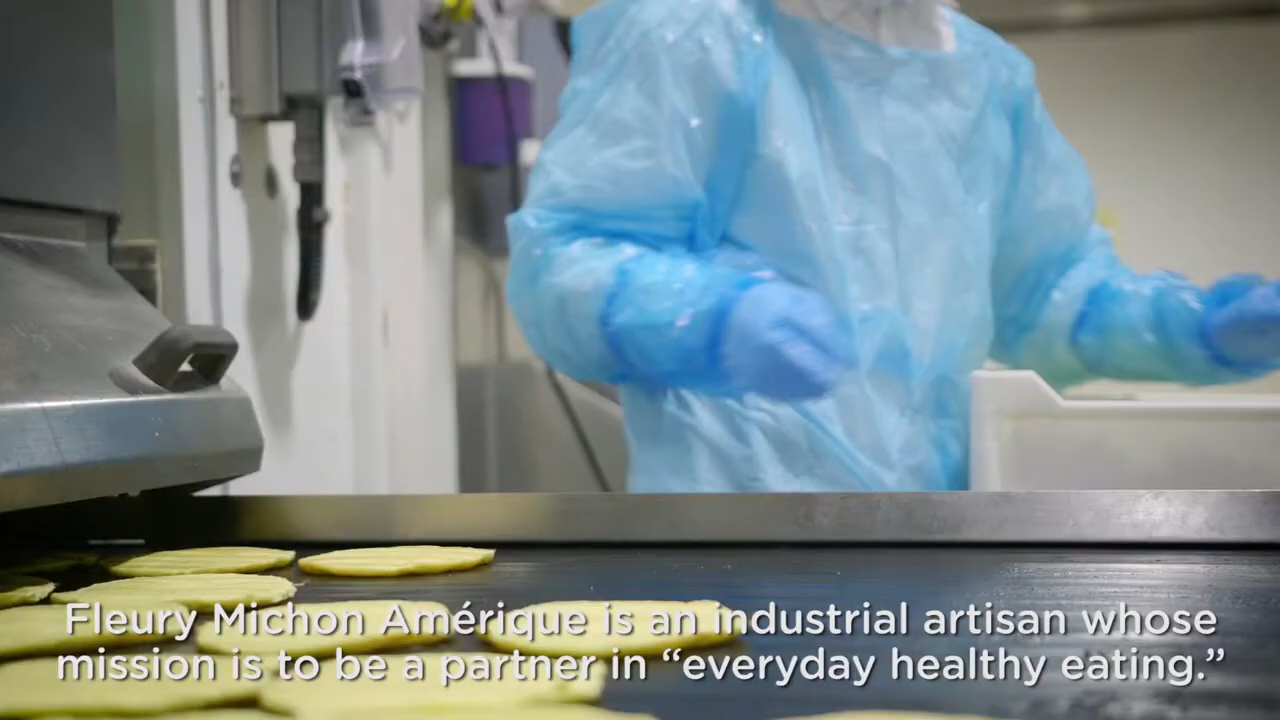 Fleury Michon Amérique is an industrial artisan whose
mission is to be a partner in “everyday healthy eating.”